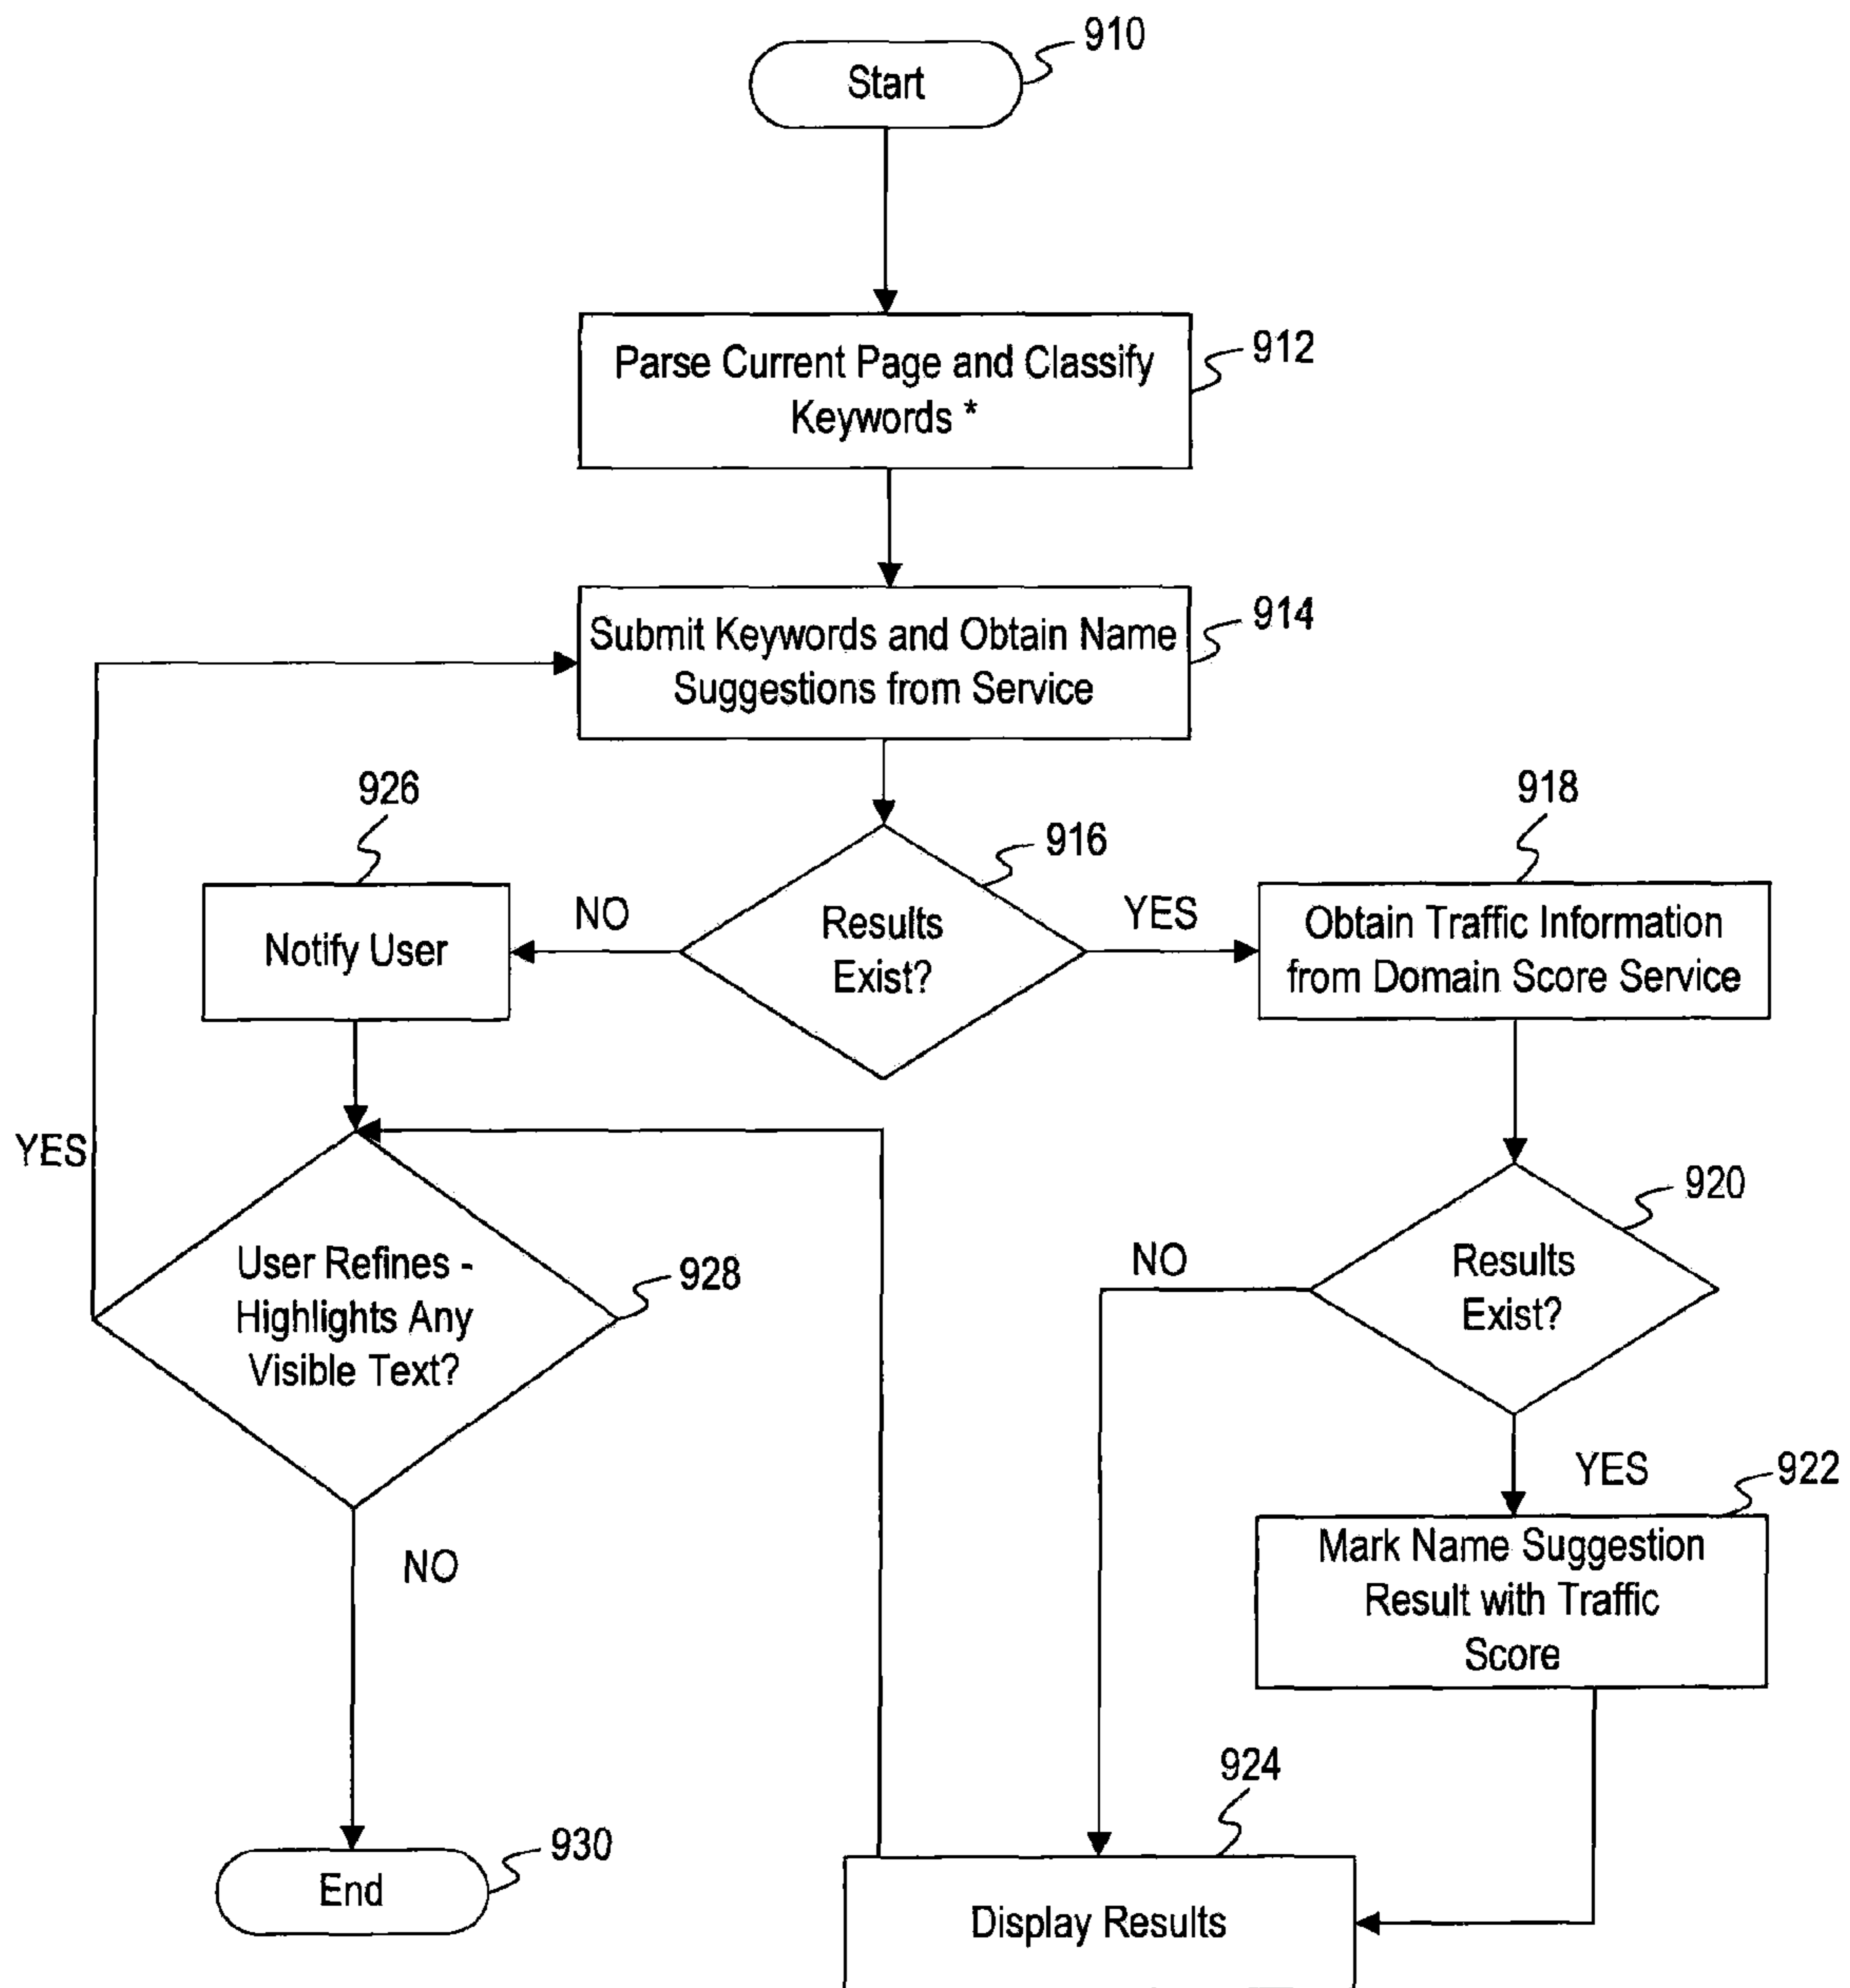 910
Start
912
Parse Current Page and Classify
Keywords *
914
Submit Keywords and Obtain Name
Suggestions from Service
926
918
916
Notify User
NO
Results
Exist?
YES
Obtain Traffic Information
from Domain Score Service
YES
920
User Refines -
Highlights Any
Visible Text?
928
NO
Results
Exist?
NO
YES
922
Mark Name Suggestion
Result with Traffic
Score
924
930
End
Display Results